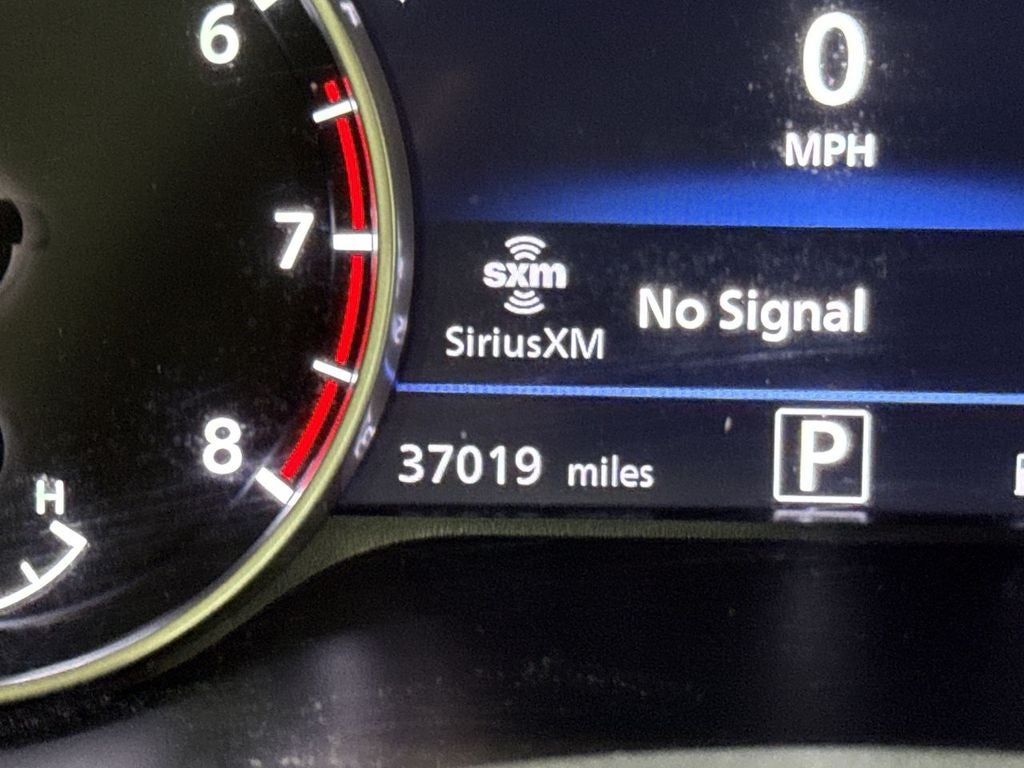 6
0
MPH
7
sxm
SiriusXM
No Signal
8
37019 miles
P
H